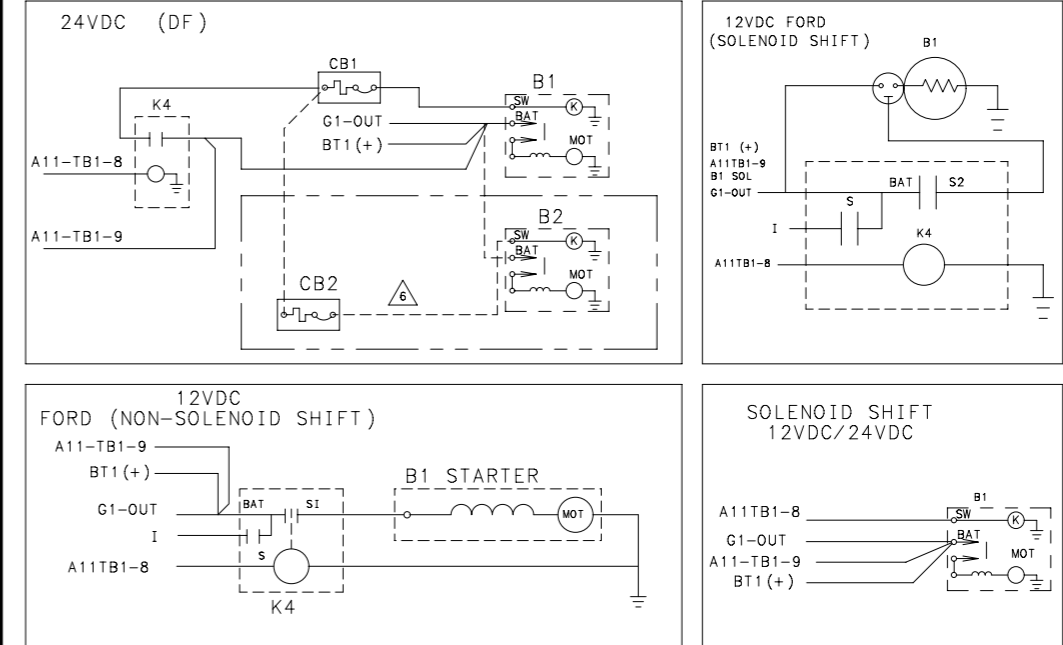 24VDC (DF)
CB1
K4
B1
SW
K
G1-OUT
BAT
BT1(+)
MOT
A11-TB1-8
A11-TB1-9
B2
SW
K
BAT
MOT
CB2
6
12VDC FORD
(SOLENOID SHIFT)
B1
BT1 (+)
A11TB1-9
B1 SOL
G1-OUT
BAT
S2
S
I
K4
A11TB1-8
12VDC
FORD (NON-SOLENOID SHIFT)
A11-TB1-9
BT1(+)
B1 STARTER
G1-OUT
BAT
SI
MOT
I
S
A11TB1-8
K4
SOLENOID SHIFT
12VDC/24VDC
B1
A11TB1-8
SW
K
G1-OUT
BAT
A11-TB1-9
MOT
BT1(+)